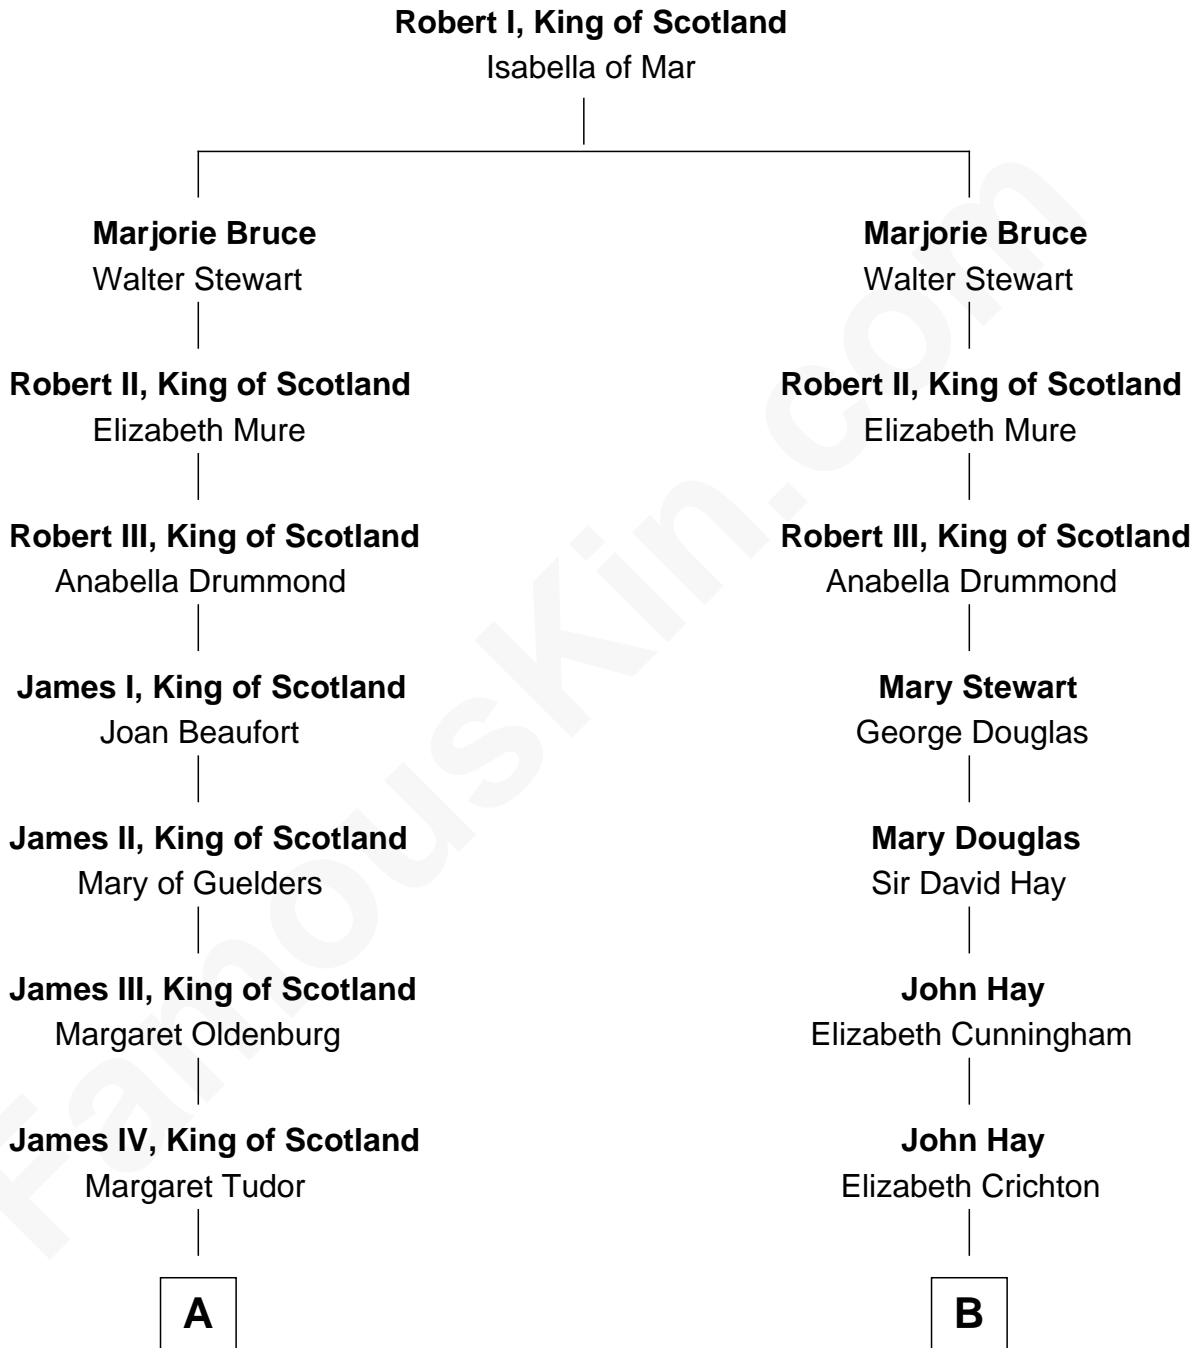 Robert I, King of Scotland
Isabella of Mar
Marjorie Bruce
Walter Stewart
Robert II, King of Scotland
Elizabeth Mure
Robert III, King of Scotland
Anabella Drummond
James I, King of Scotland
Joan Beaufort
James II, King of Scotland
Mary of Guelders
James III, King of Scotland
Margaret Oldenburg
James IV, King of Scotland
Margaret Tudor
A
Marjorie Bruce
Walter Stewart
Robert II, King of Scotland
Elizabeth Mure
Robert III, King of Scotland
Anabella Drummond
Mary Stewart
George Douglas
Mary Douglas
Sir David Hay
John Hay
Elizabeth Cunningham
John Hay
Elizabeth Crichton
B
FamousKin.com